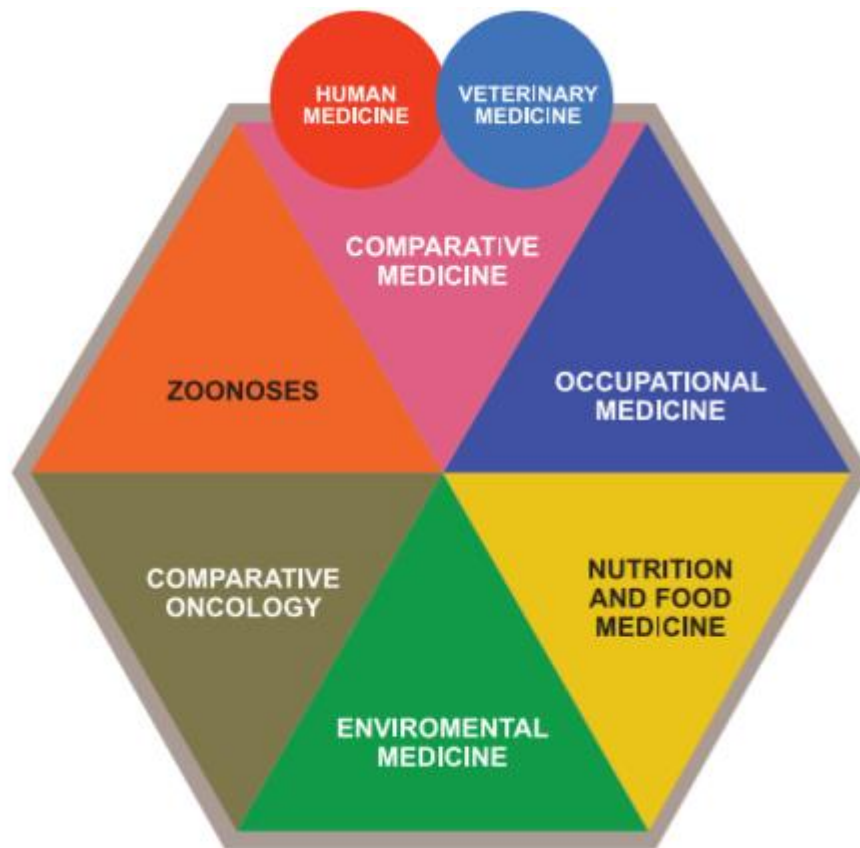 HUMAN
MEDICINE
VETERINARY
MEDICINE
COMPARATIVE
MEDICINE
ZOONOSES
OCCUPATIONAL
MEDICINE
COMPARATIVE
ONCOLOGY
NUTRITION
AND FOOD
MEDICINE
ENVIROMENTAL
MEDICINE